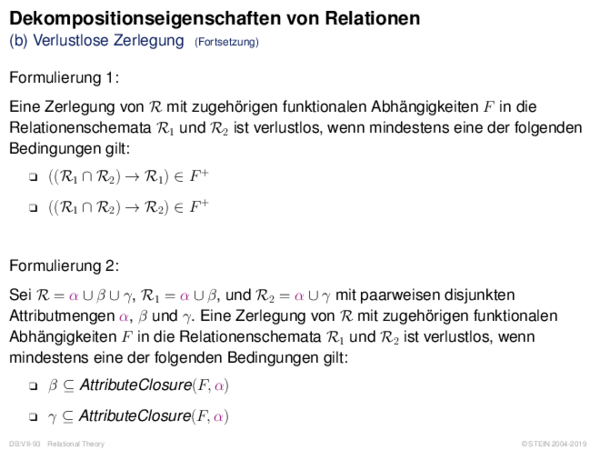 Dekompositionseigenschaften von Relationen
(b) Verlustlose Zerlegung (Fortsetzung)
Formulierung 1:
Eine Zerlegung von ℛ mit zugehörigen funktionalen Abhängigkeiten F in die
Relationenschemata ℛ₁ und ℛ₂ ist verlustlos, wenn mindestens eine der folgenden
Bedingungen gilt:
❏ ((ℛ₁ ∩ ℛ₂) → ℛ₁) ∈ F⁺
❏ ((ℛ₁ ∩ ℛ₂) → ℛ₂) ∈ F⁺
Formulierung 2:
Sei ℛ = α ∪ β ∪ γ, ℛ₁ = α ∪ β, und ℛ₂ = α ∪ γ mit paarweisen disjunkten
Attributmengen α, β und γ. Eine Zerlegung von ℛ mit zugehörigen funktionalen
Abhängigkeiten F in die Relationenschemata ℛ₁ und ℛ₂ ist verlustlos, wenn
mindestens eine der folgenden Bedingungen gilt:
❏ β ⊆ AttributeClosure(F, α)
❏ γ ⊆ AttributeClosure(F, α)
DB:VII-93 Relational Theory © STEIN 2004-2019